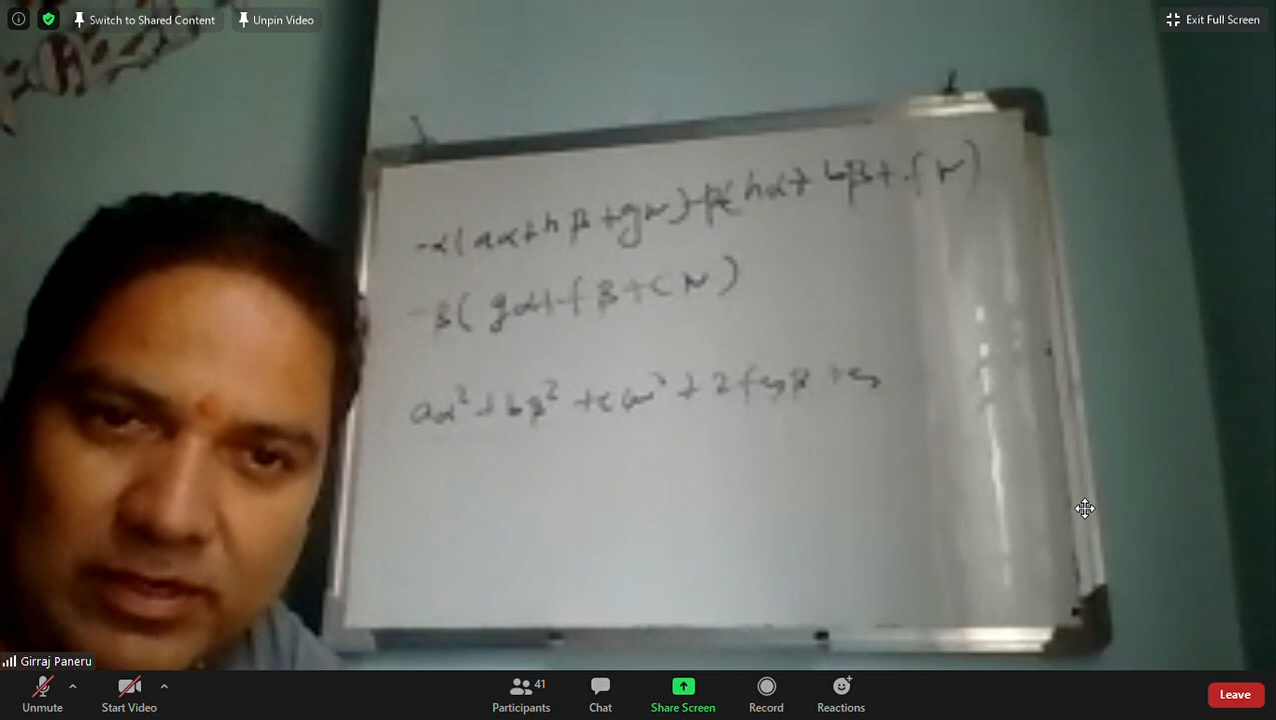 Switch to Shared Content
Unpin Video
Exit Full Screen
-α(aα+hβ+gγ)-β(hα+bβ+fγ)
-β(gα+fβ+cγ)
aα²+bβ²+cγ²+2f
Girraj Paneru
Unmute
Start Video
Participants
41
Chat
Share Screen
Record
Reactions
Leave